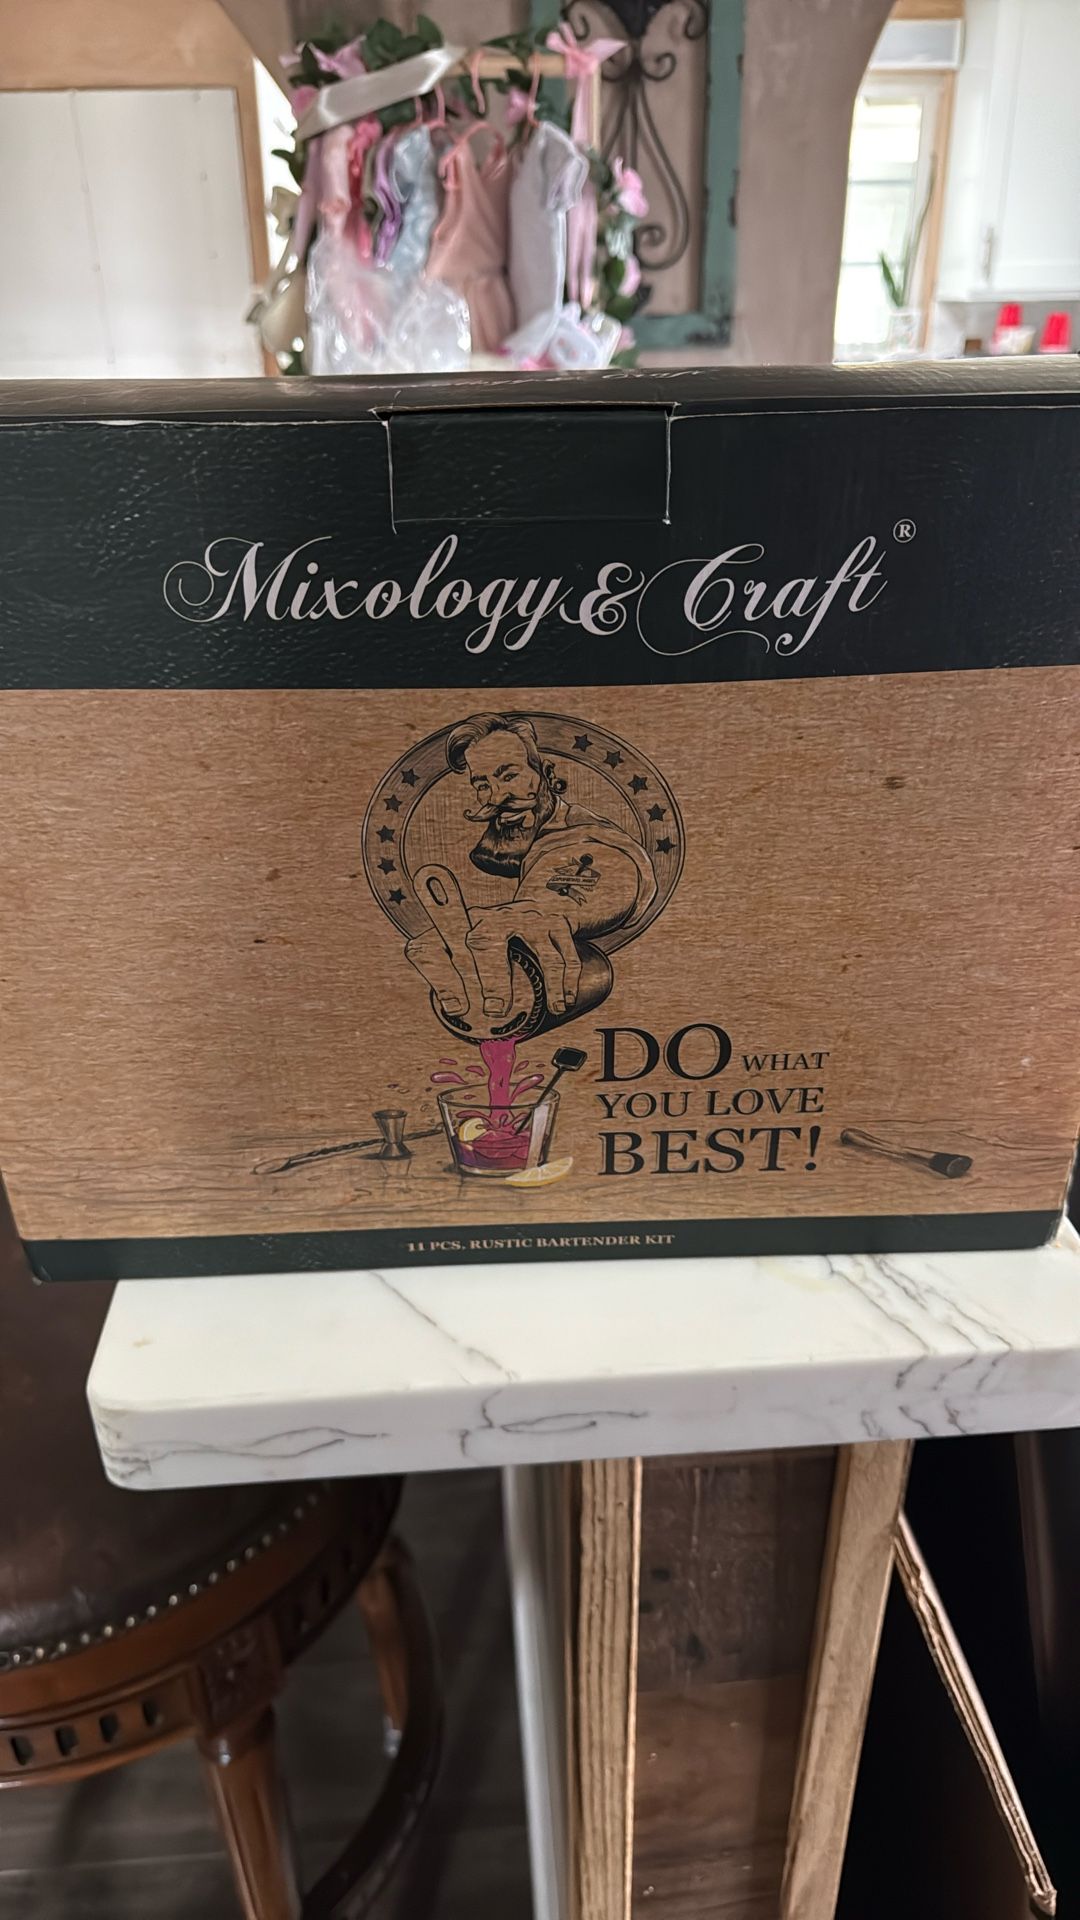 Mixology & Craft®
DO WHAT
YOU LOVE
BEST!
11 PCS. RUSTIC BARTENDER KIT